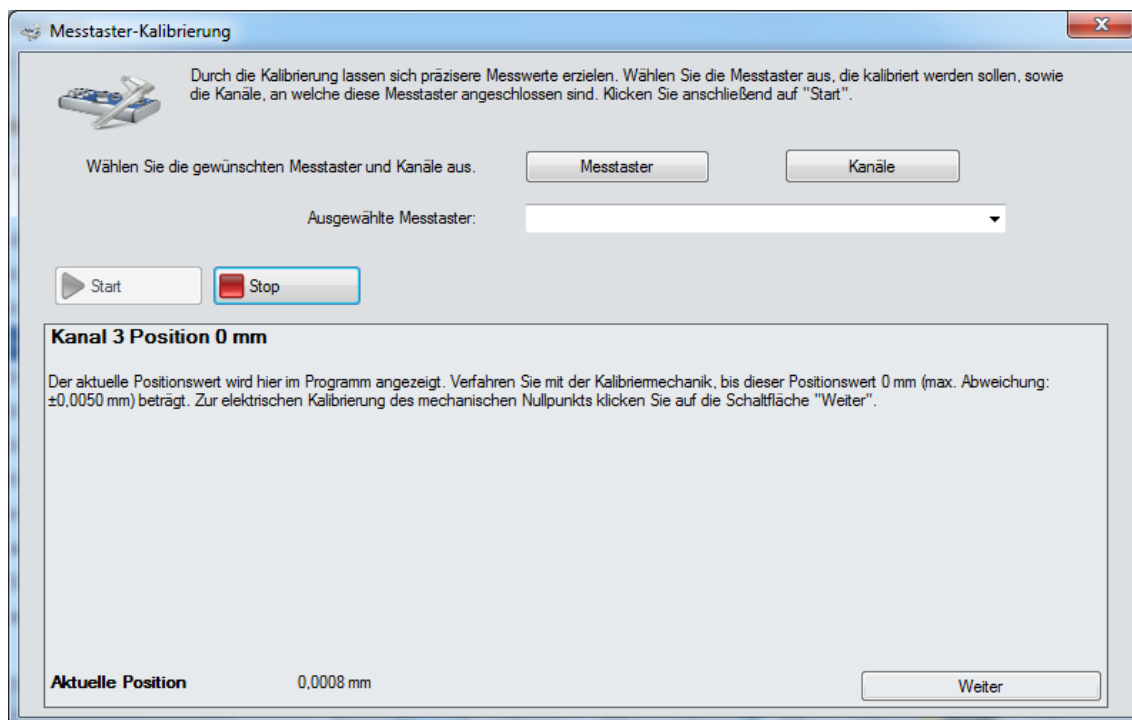 Messtaster-Kalibrierung
Durch die Kalibrierung lassen sich präzisere Messwerte erzielen. Wählen Sie die Messtaster aus, die kalibriert werden sollen, sowie
die Kanäle, an welche diese Messtaster angeschlossen sind. Klicken Sie anschließend auf "Start".
Wählen Sie die gewünschten Messtaster und Kanäle aus. Messtaster Kanäle
Ausgewählte Messtaster:
Start Stop
Kanal 3 Position 0 mm
Der aktuelle Positionswert wird hier im Programm angezeigt. Verfahren Sie mit der Kalibriermechanik, bis dieser Positionswert 0 mm (max. Abweichung:
±0,0050 mm) beträgt. Zur elektrischen Kalibrierung des mechanischen Nullpunkts klicken Sie auf die Schaltfläche "Weiter".
Aktuelle Position 0,0008 mm Weiter